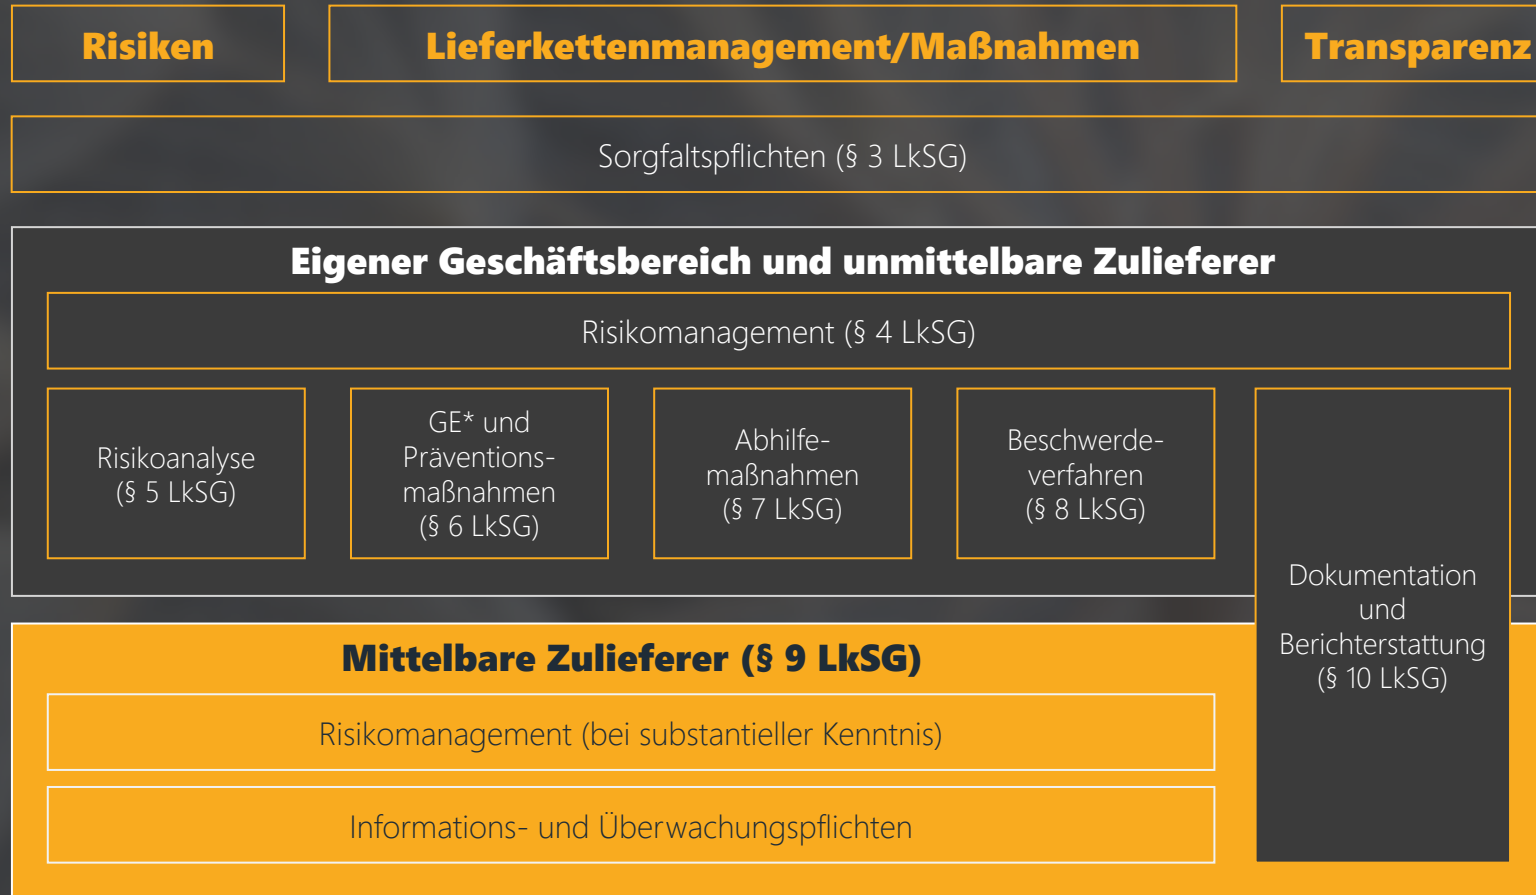 Risiken
Lieferkettenmanagement/Maßnahmen
Transparenz
Sorgfaltspflichten (§ 3 LkSG)
Eigener Geschäftsbereich und unmittelbare Zulieferer
Risikomanagement (§ 4 LkSG)
Risikoanalyse
(§ 5 LkSG)
GE* und
Präventions-
maßnahmen
(§ 6 LkSG)
Abhilfe-
maßnahmen
(§ 7 LkSG)
Beschwerde-
verfahren
(§ 8 LkSG)
Dokumentation
und
Berichterstattung
(§ 10 LkSG)
Mittelbare Zulieferer (§ 9 LkSG)
Risikomanagement (bei substantieller Kenntnis)
Informations- und Überwachungspflichten